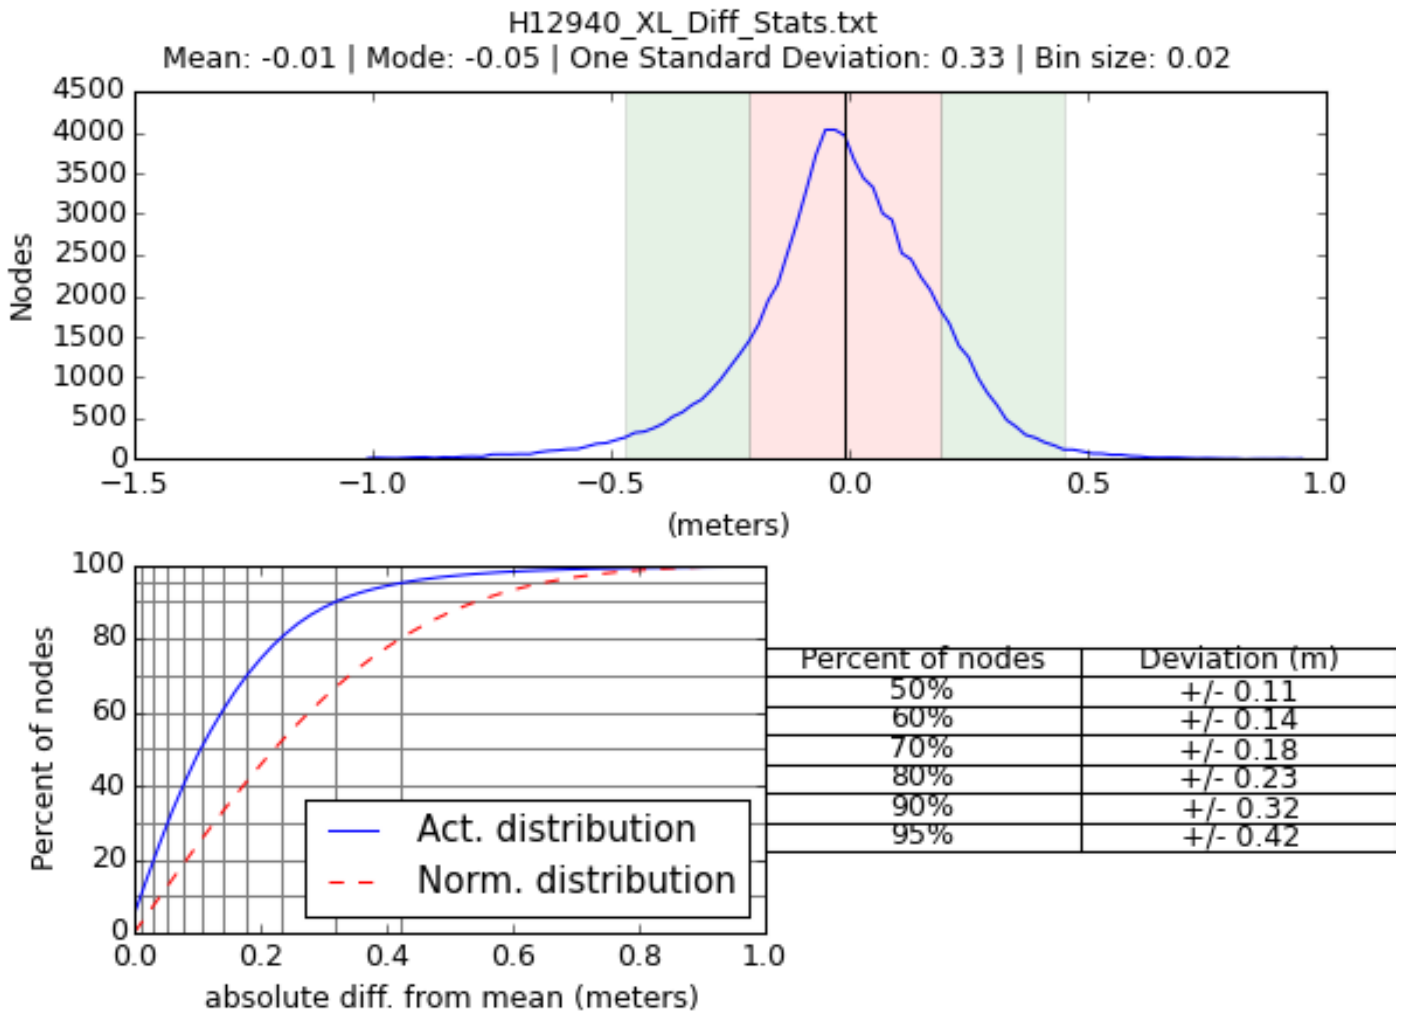 H12940_XL_Diff_Stats.txt
Mean: -0.01 | Mode: -0.05 | One Standard Deviation: 0.33 | Bin size: 0.02
4500
4000
3500
3000
2500
2000
1500
1000
500
0
Nodes
−1.5 −1.0 −0.5 0.0 0.5 1.0
(meters)
100
80
60
40
20
0
Percent of nodes
Act. distribution
Norm. distribution
0.0 0.2 0.4 0.6 0.8 1.0
absolute diff. from mean (meters)
Percent of nodes Deviation (m)
50% +/- 0.11
60% +/- 0.14
70% +/- 0.18
80% +/- 0.23
90% +/- 0.32
95% +/- 0.42